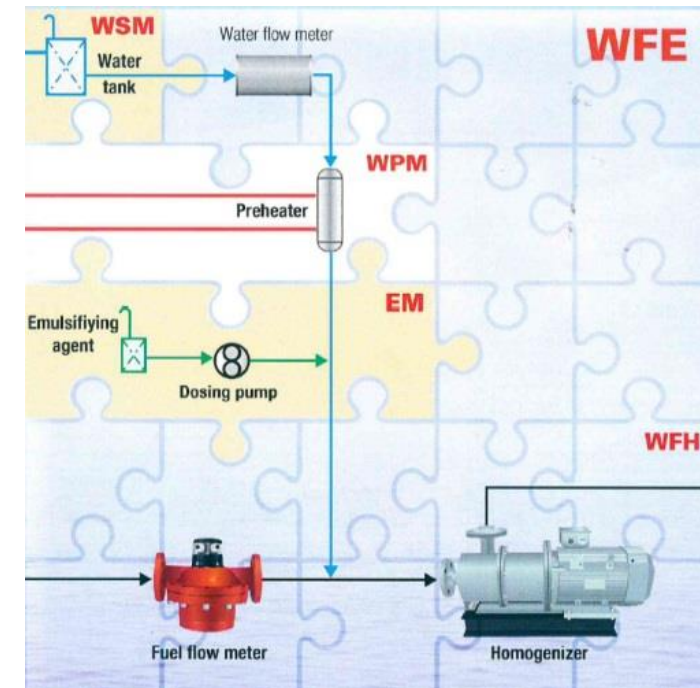 WSM
Water flow meter
WFE
Water
tank
WPM
Preheater
EM
Emulsifiying
agent
Dosing pump
WFH
Fuel flow meter
Homogenizer